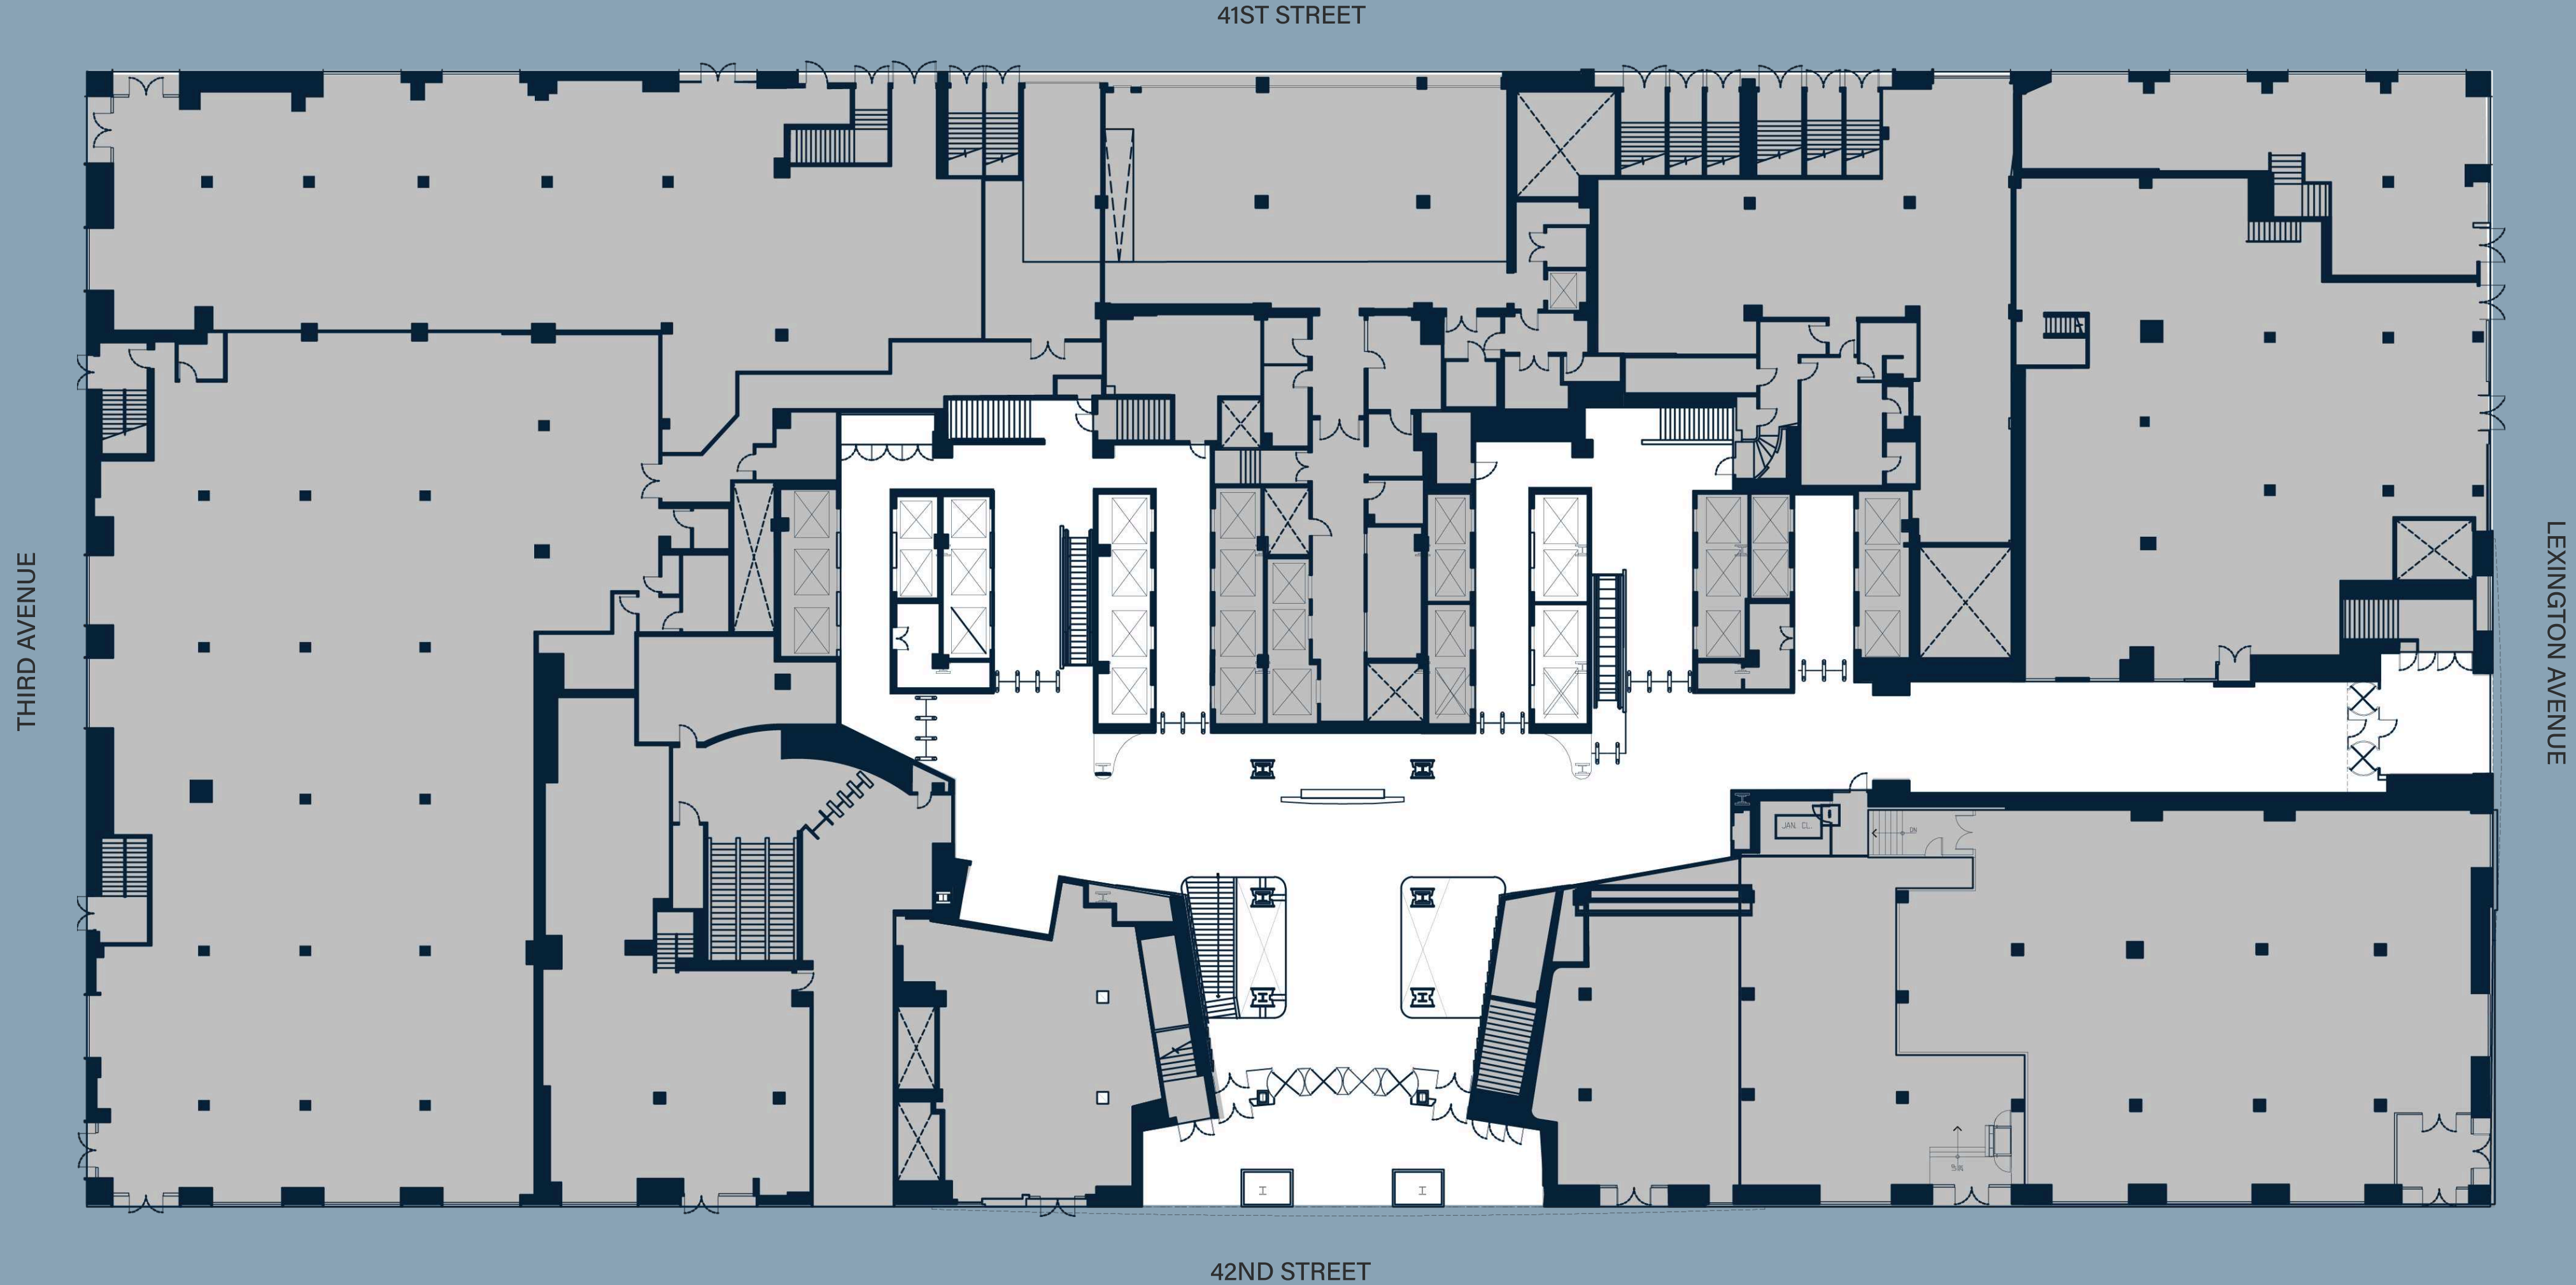 41ST STREET
THIRD AVENUE
LEXINGTON AVENUE
JAN. CL.
DN
42ND STREET